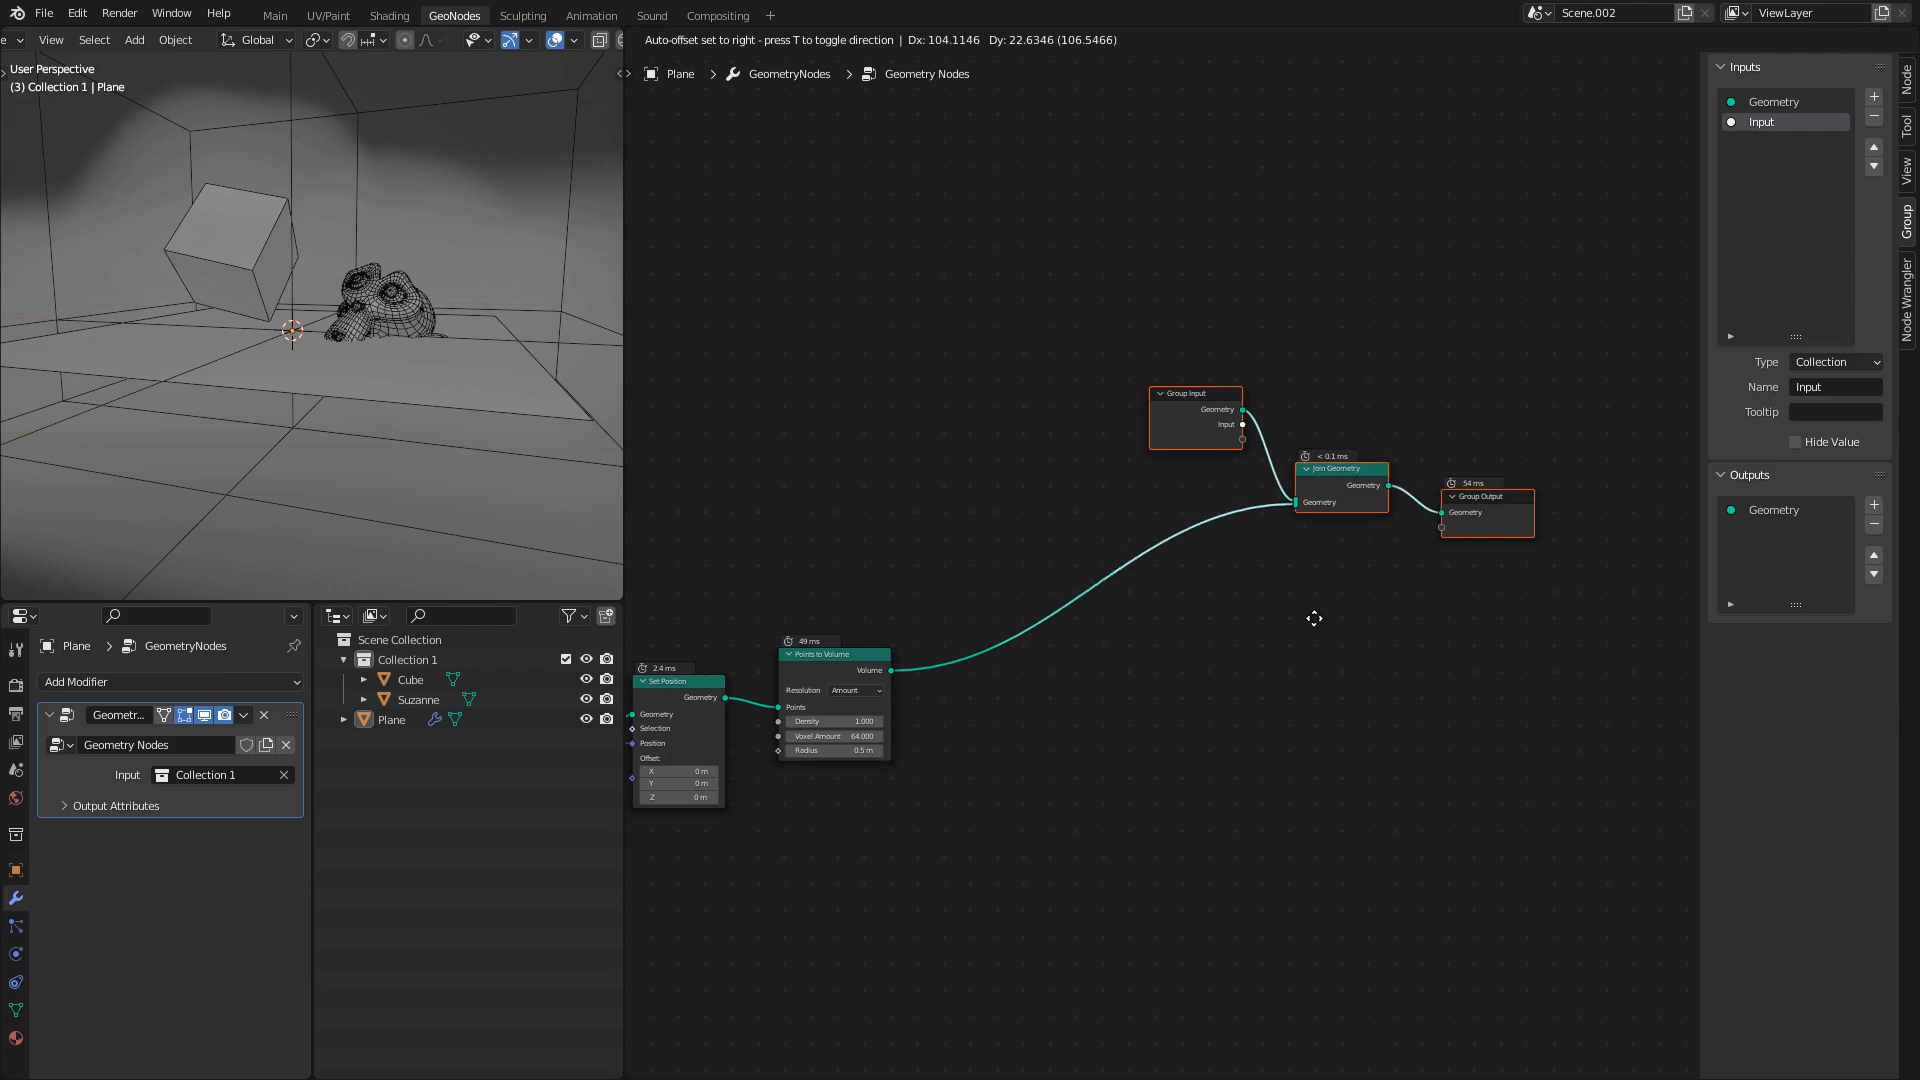 File Edit Render Window Help
Main UV/Paint Shading GeoNodes Sculpting Animation Sound Compositing
Scene.002
ViewLayer
View Select Add Object Global
Auto-offset set to right - press T to toggle direction | Dx: 104.1146 Dy: 22.6346 (106.5466)
User Perspective
(3) Collection 1 | Plane
Plane > GeometryNodes > Geometry Nodes
Inputs
Geometry
Input
Type Collection
Name Input
Tooltip
Hide Value
Outputs
Geometry
Node
Tool
View
Group
Node Wrangler
Group Input
Geometry
Input
< 0.1 ms
Join Geometry
Geometry
Geometry
54 ms
Group Output
Geometry
2.4 ms
Set Position
Geometry
Geometry
Selection
Position
Offset:
X 0 m
Y 0 m
Z 0 m
49 ms
Points to Volume
Volume
Resolution Amount
Points
Density 1.000
Voxel Amount 64.000
Radius 0.5 m
Plane > GeometryNodes
Add Modifier
Geometr...
Geometry Nodes
Input Collection 1
Output Attributes
Scene Collection
Collection 1
Cube
Suzanne
Plane